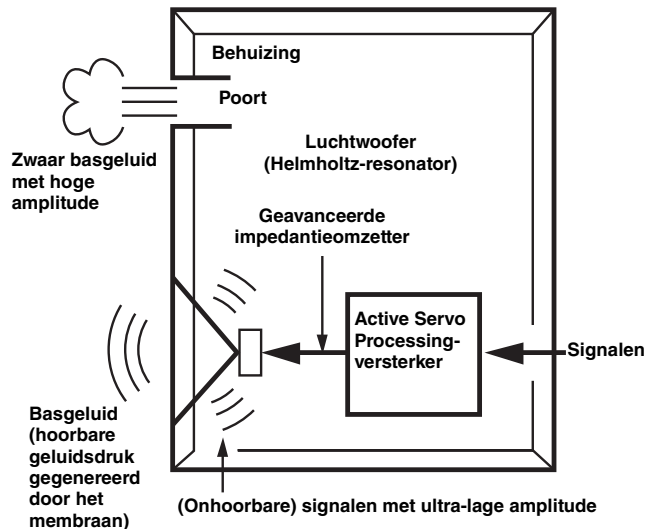 Behuizing
Poort
Zwaar basgeluid
met hoge
amplitude
Luchtwoofer
(Helmholtz-resonator)
Geavanceerde
impedantieomzetter
Active Servo
Processing-
versterker
Signalen
Basgeluid
(hoorbare
geluidsdruk
gegenereerd
door het
membraan)
(Onhoorbare) signalen met ultra-lage amplitude